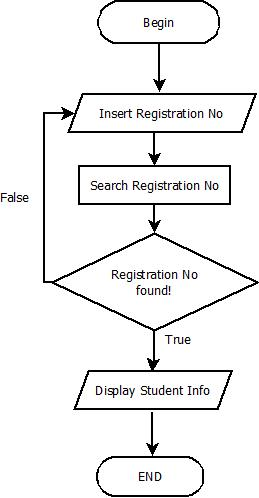 Begin
Insert Registration No
Search Registration No
False
Registration No
found!
True
Display Student Info
END